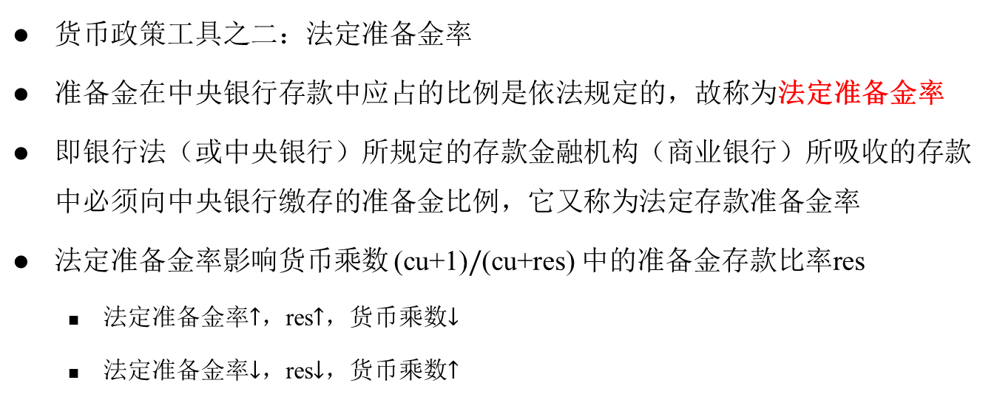 ● 货币政策工具之二：法定准备金率
● 准备金在中央银行存款中应占的比例是依法规定的，故称为法定准备金率
● 即银行法（或中央银行）所规定的存款金融机构（商业银行）所吸收的存款
中必须向中央银行缴存的准备金比例，它又称为法定存款准备金率
● 法定准备金率影响货币乘数 (cu+1)/(cu+res) 中的准备金存款比率res
■ 法定准备金率↑，res↑，货币乘数↓
■ 法定准备金率↓，res↓，货币乘数↑